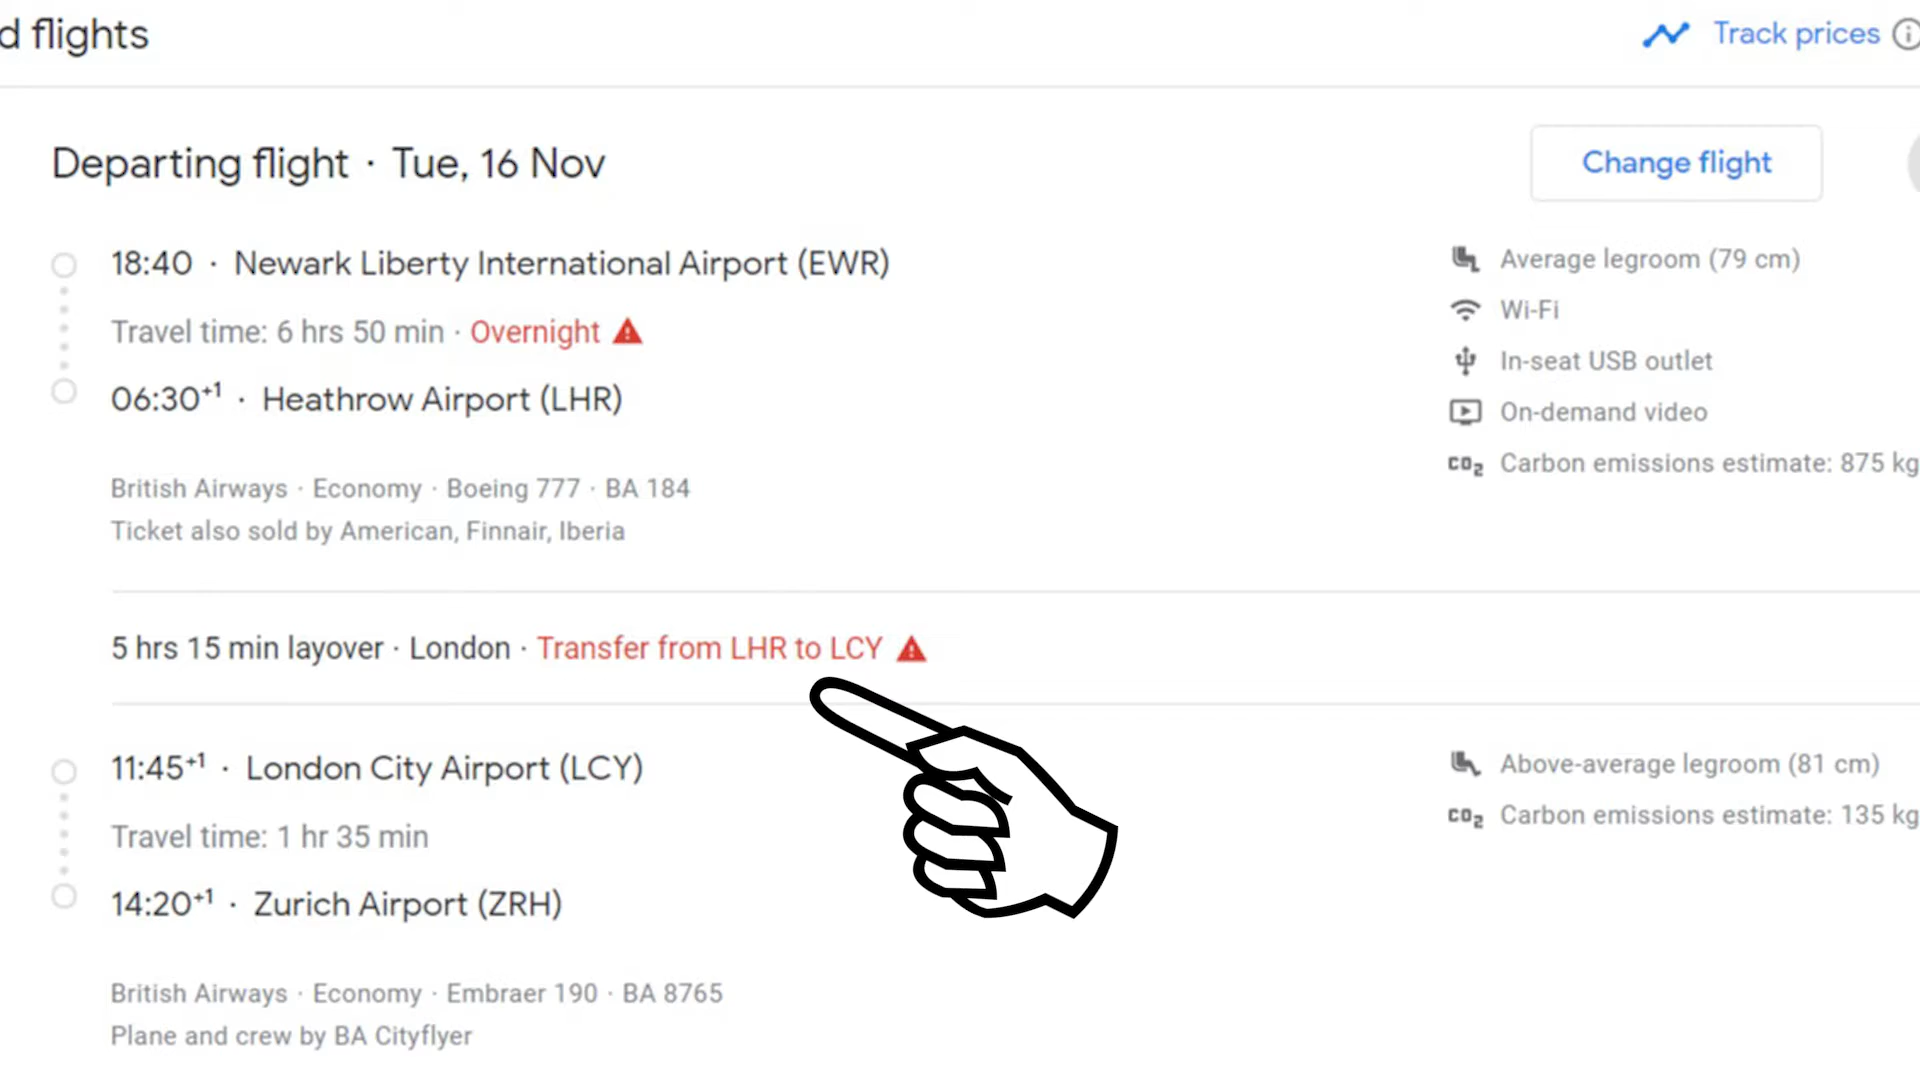 d flights
Track prices
Departing flight · Tue, 16 Nov
Change flight
18:40 · Newark Liberty International Airport (EWR)
Travel time: 6 hrs 50 min · Overnight
06:30+1 · Heathrow Airport (LHR)
British Airways · Economy · Boeing 777 · BA 184
Ticket also sold by American, Finnair, Iberia
Average legroom (79 cm)
Wi-Fi
In-seat USB outlet
On-demand video
CO2 Carbon emissions estimate: 875 kg
5 hrs 15 min layover · London · Transfer from LHR to LCY
11:45+1 · London City Airport (LCY)
Travel time: 1 hr 35 min
14:20+1 · Zurich Airport (ZRH)
British Airways · Economy · Embraer 190 · BA 8765
Plane and crew by BA Cityflyer
Above-average legroom (81 cm)
CO2 Carbon emissions estimate: 135 kg